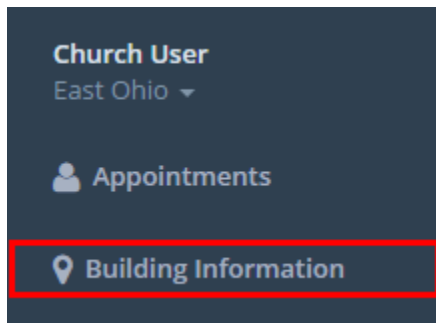 Church User
East Ohio
Appointments
Building Information